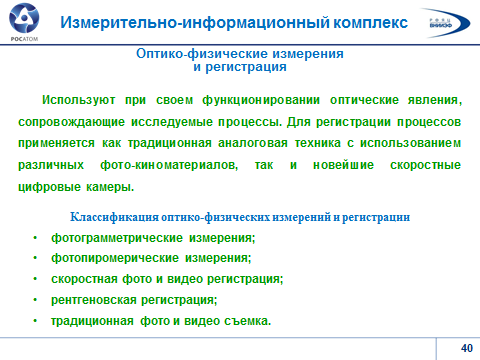 Измерительно-информационный комплекс
РОСАТОМ
РФЯЦ
ВНИИЭФ
Оптико-физические измерения
и регистрация
Используют при своем функционировании оптические явления,
сопровождающие исследуемые процессы. Для регистрации процессов
применяется как традиционная аналоговая техника с использованием
различных фото-киноматериалов, так и новейшие скоростные
цифровые камеры.
Классификация оптико-физических измерений и регистрации
• фотограмметрические измерения;
• фотопиромерические измерения;
• скоростная фото и видео регистрация;
• рентгеновская регистрация;
• традиционная фото и видео съемка.
40